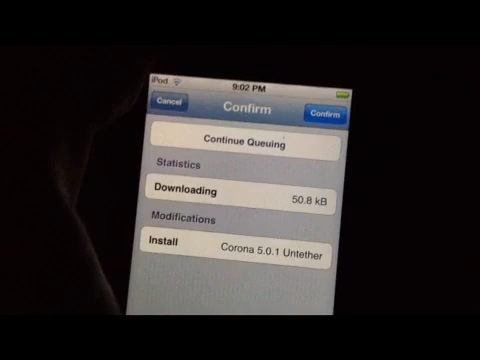 iPod 9:02 PM
Cancel Confirm Confirm
Continue Queuing
Statistics
Downloading 50.8 kB
Modifications
Install Corona 5.0.1 Untether